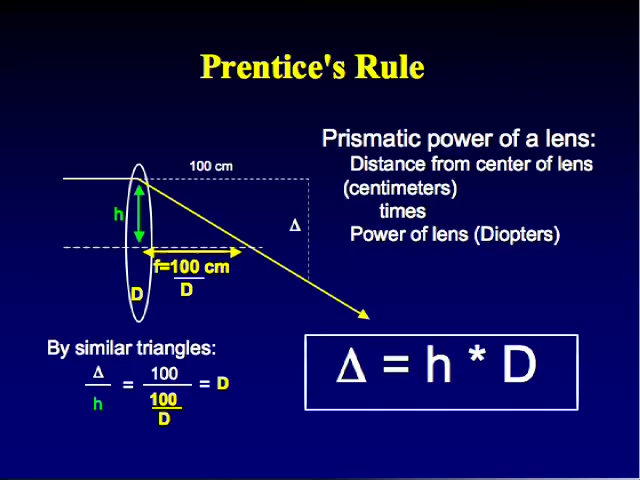 Prentice's Rule
Prismatic power of a lens:
Distance from center of lens
(centimeters)
times
Power of lens (Diopters)
100 cm
h
Δ
f=100 cm
D
D
By similar triangles:
Δ
h
=
100
100
D
= D
Δ = h * D